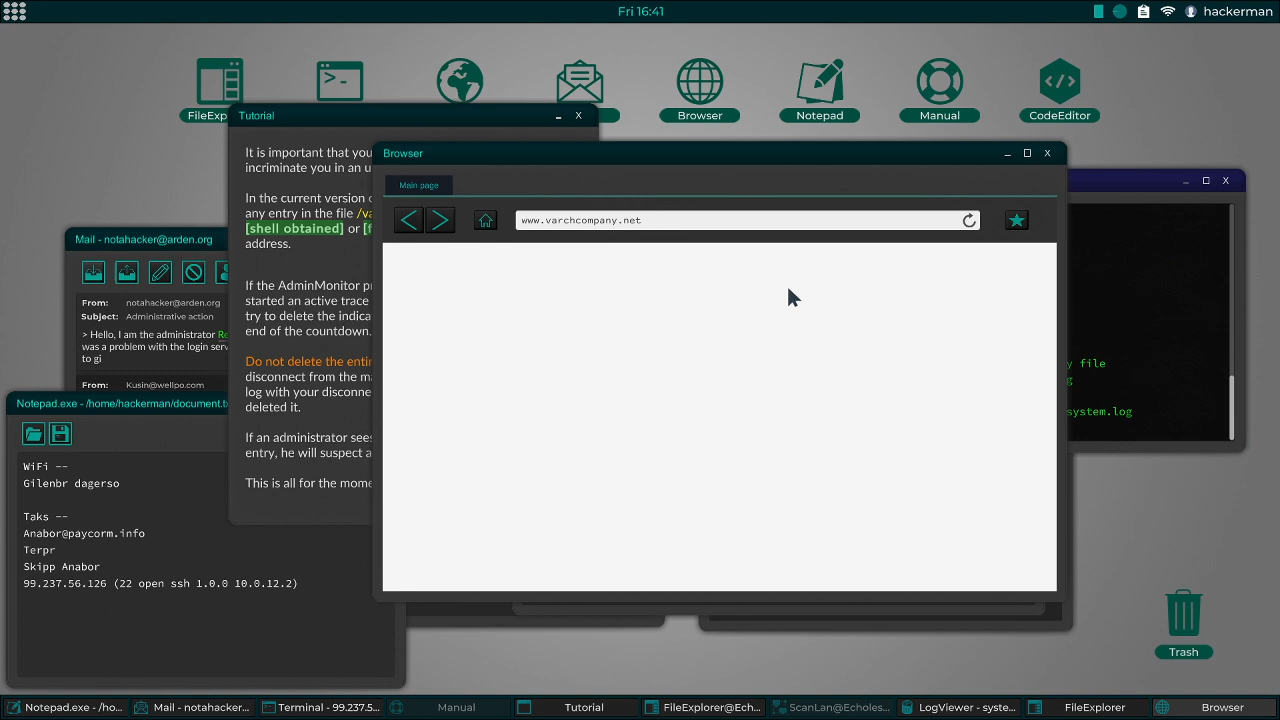 Fri 16:41
hackerman
FileExp
Browser
Notepad
Manual
CodeEditor
Tutorial
It is important that you
incriminate you in an u
In the current version o
any entry in the file /va
[shell obtained] or [f
address.
If the AdminMonitor pr
started an active trace
try to delete the indica
end of the countdown.
Do not delete the entir
disconnect from the ma
log with your disconne
deleted it.
If an administrator sees
entry, he will suspect a
This is all for the mome
Browser
Main page
www.varchcompany.net
y file
g
system.log
Mail - notahacker@arden.org
From: notahacker@arden.org
Subject: Administrative action
> Hello, I am the administrator Re
was a problem with the login serv
to gi
From: Kusin@wellpo.com
Notepad.exe - /home/hackerman/document.tx
WiFi --
Gilenbr dagerso
Taks --
Anabor@paycorm.info
Terpr
Skipp Anabor
99.237.56.126 (22 open ssh 1.0.0 10.0.12.2)
Trash
Notepad.exe - /ho...
Mail - notahacker...
Terminal - 99.237.5...
Manual
Tutorial
FileExplorer@Ech...
ScanLan@Echoles...
LogViewer - syste...
FileExplorer
Browser